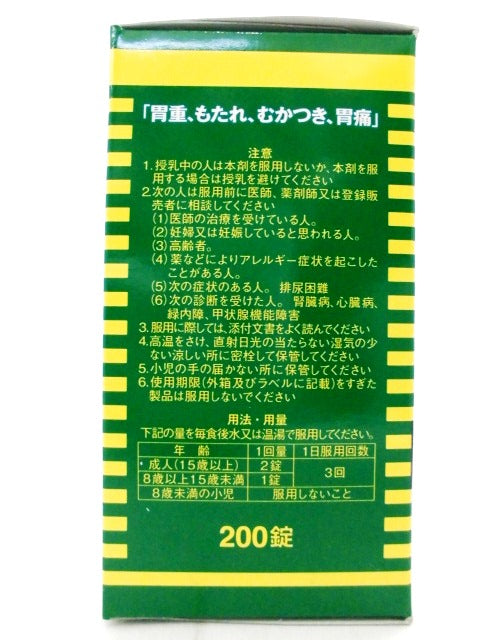 「胃重、もたれ、むかつき、胃痛」
注意
1.授乳中の人は本剤を服用しないか、本剤を服
用する場合は授乳を避けてください
2.次の人は服用前に医師、薬剤師又は登録販
売者に相談してください
(1)医師の治療を受けている人。
(2)妊婦又は妊娠していると思われる人。
(3)高齢者。
(4)薬などによりアレルギー症状を起こした
ことがある人。
(5)次の症状のある人。 排尿困難
(6)次の診断を受けた人。 腎臓病、心臓病、
緑内障、甲状腺機能障害
3.服用に際しては、添付文書をよく読んでください
4.高温をさけ、直射日光の当たらない湿気の少
ない涼しい所に密栓して保管してください
5.小児の手の届かない所に保管してください
6.使用期限(外箱及びラベルに記載)をすぎた
製品は服用しないでください
用法・用量
下記の量を毎食後水又は温湯で服用してください。
年 齢 1回量 1日服用回数
・成人(15歳以上) 2錠 3回
8歳以上15歳未満 1錠
8歳未満の小児 服用しないこと
200錠